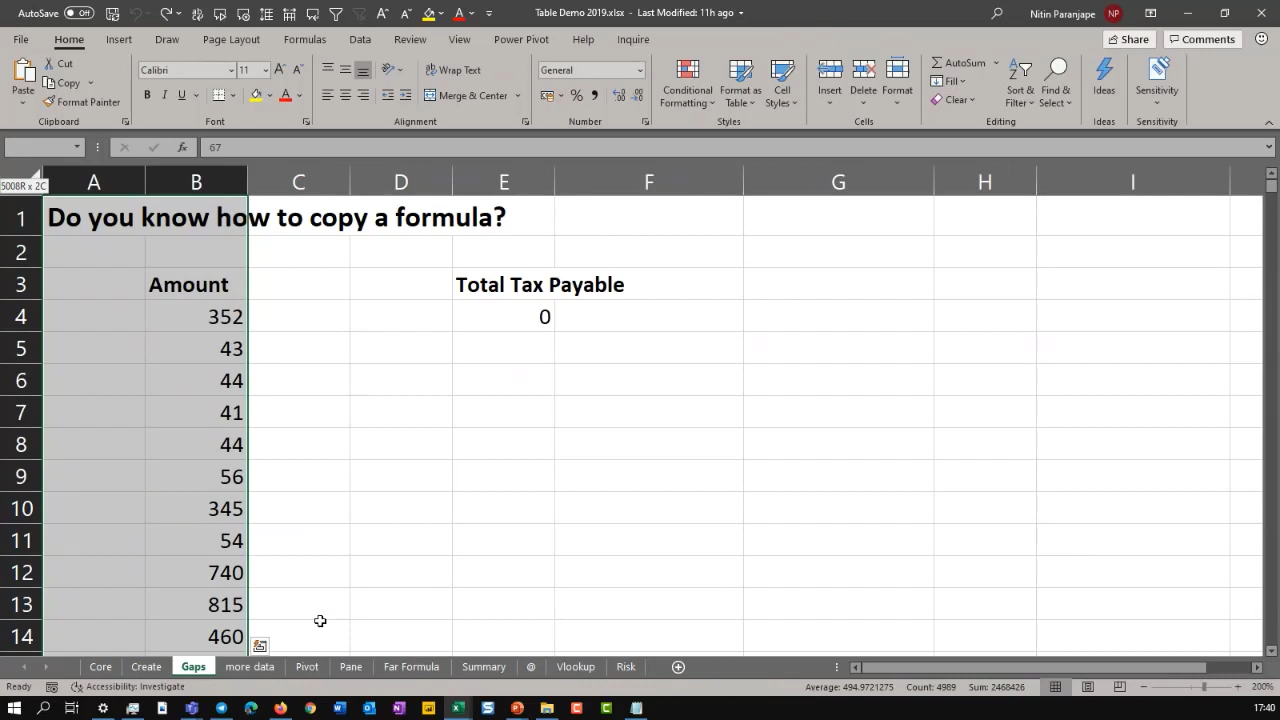 AutoSave Off
Table Demo 2019.xlsx - Last Modified: 11h ago
Nitin Paranjape NP
File Home Insert Draw Page Layout Formulas Data Review View Power Pivot Help Inquire Share Comments
Paste Cut Copy Format Painter
Clipboard
Calibri 11
B I U
Font
Wrap Text
Merge & Center
Alignment
General
Number
Conditional Formatting
Format as Table
Cell Styles
Styles
Insert Delete Format
Cells
AutoSum
Fill
Clear
Sort & Filter
Find & Select
Editing
Ideas
Ideas
Sensitivity
Sensitivity
67
5008R x 2C
A B C D E F G H I
1 Do you know how to copy a formula?
2
3 Amount Total Tax Payable
4 352 0
5 43
6 44
7 41
8 44
9 56
10 345
11 54
12 740
13 815
14 460
Core Create Gaps more data Pivot Pane Far Formula Summary @ Vlookup Risk
Ready Accessibility: Investigate Average: 494.9721275 Count: 4989 Sum: 2468426 200%
17:40